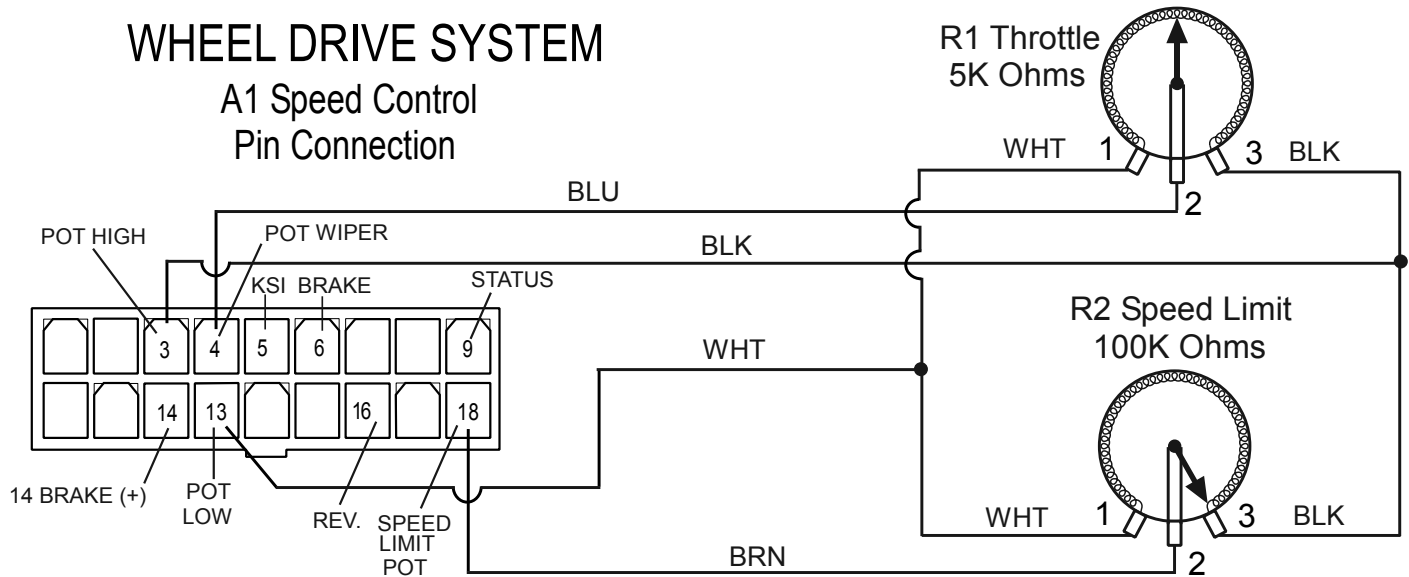 WHEEL DRIVE SYSTEM
A1 Speed Control
Pin Connection
R1 Throttle
5K Ohms
WHT
1
3
BLK
2
BLU
POT HIGH
POT WIPER
BLK
KSI
BRAKE
STATUS
R2 Speed Limit
100K Ohms
3
4
5
6
9
WHT
14
13
16
18
14 BRAKE (+)
POT
LOW
REV.
SPEED
LIMIT
POT
WHT
1
3
BLK
BRN
2